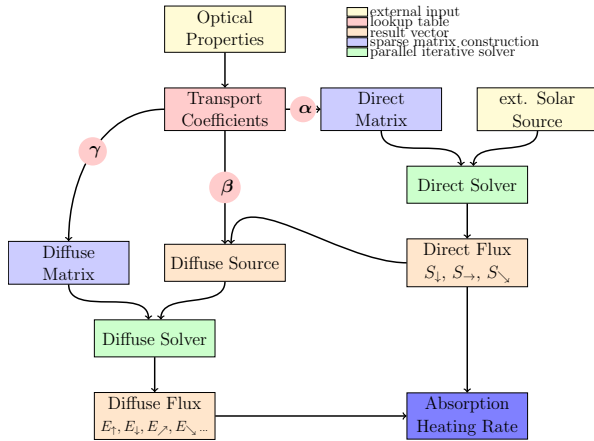 Optical
Properties
external input
lookup table
result vector
sparse matrix construction
parallel iterative solver
Transport
Coefficients
α
Direct
Matrix
ext. Solar
Source
γ
β
Direct Solver
Diffuse
Matrix
Diffuse Source
Direct Flux
S↓, S→, S↘
Diffuse Solver
Diffuse Flux
E↑, E↓, E↗, E↘ ...
Absorption
Heating Rate